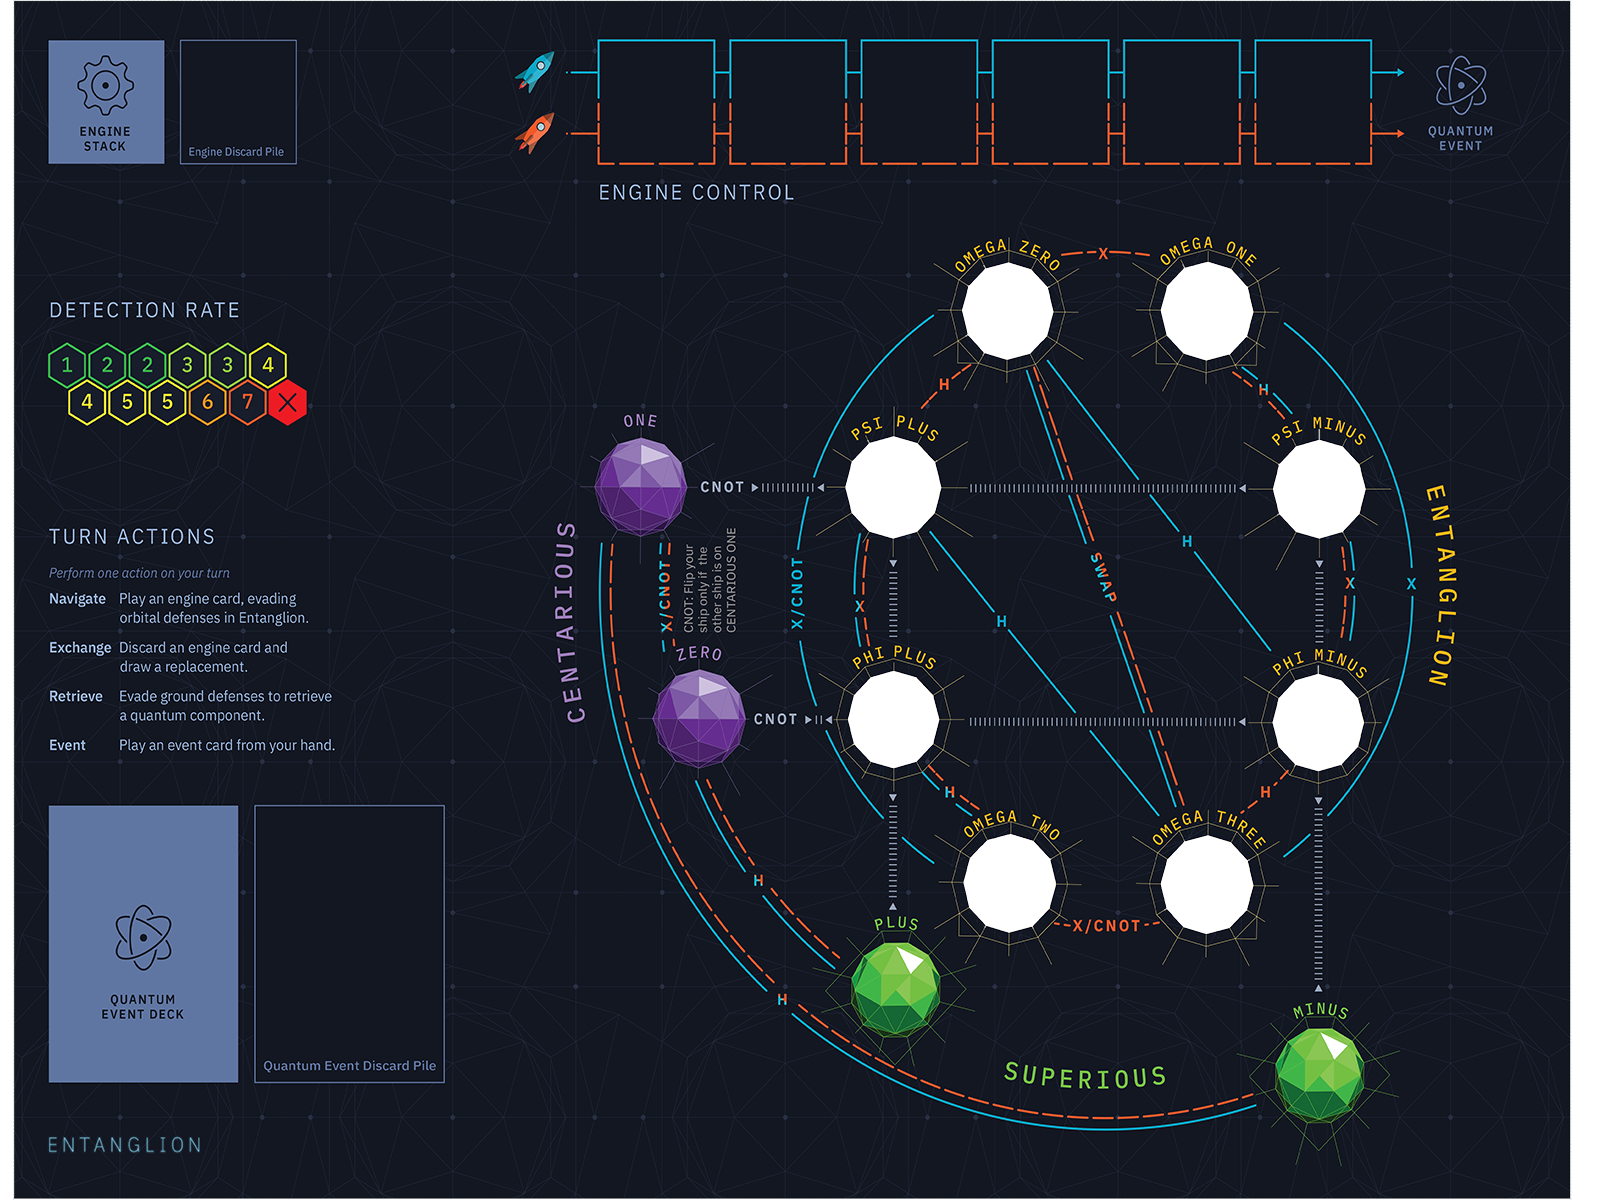 ENGINE
STACK
Engine Discard Pile
QUANTUM
EVENT
ENGINE CONTROL
DETECTION RATE
1 2 2 3 3 4
4 5 5 6 7 X
TURN ACTIONS
Perform one action on your turn
Navigate Play an engine card, evading
orbital defenses in Entanglion.
Exchange Discard an engine card and
draw a replacement.
Retrieve Evade ground defenses to retrieve
a quantum component.
Event Play an event card from your hand.
QUANTUM
EVENT DECK
Quantum Event Discard Pile
ENTANGLION
OMEGA ZERO
X
OMEGA ONE
H
H
PSI PLUS
PSI MINUS
ONE
CNOT
CENTARIOUS
X/CNOT
CNOT: Flip your
ship only if the
other ship is on
CENTARIOUS ONE
X/CNOT
X
H
H
SWAP
X
X
ENTANGLION
ZERO
CNOT
PHI PLUS
PHI MINUS
H
H
OMEGA TWO
OMEGA THREE
X/CNOT
H
H
PLUS
MINUS
SUPERIOUS